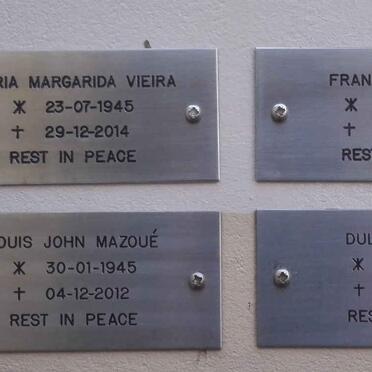 RIA MARGARIDA VIEIRA
23-07-1945
✝ 29-12-2014
REST IN PEACE
FRAN
✝
RES
OUIS JOHN MAZOUÉ
30-01-1945
✝ 04-12-2012
REST IN PEACE
DUL
✝
RES